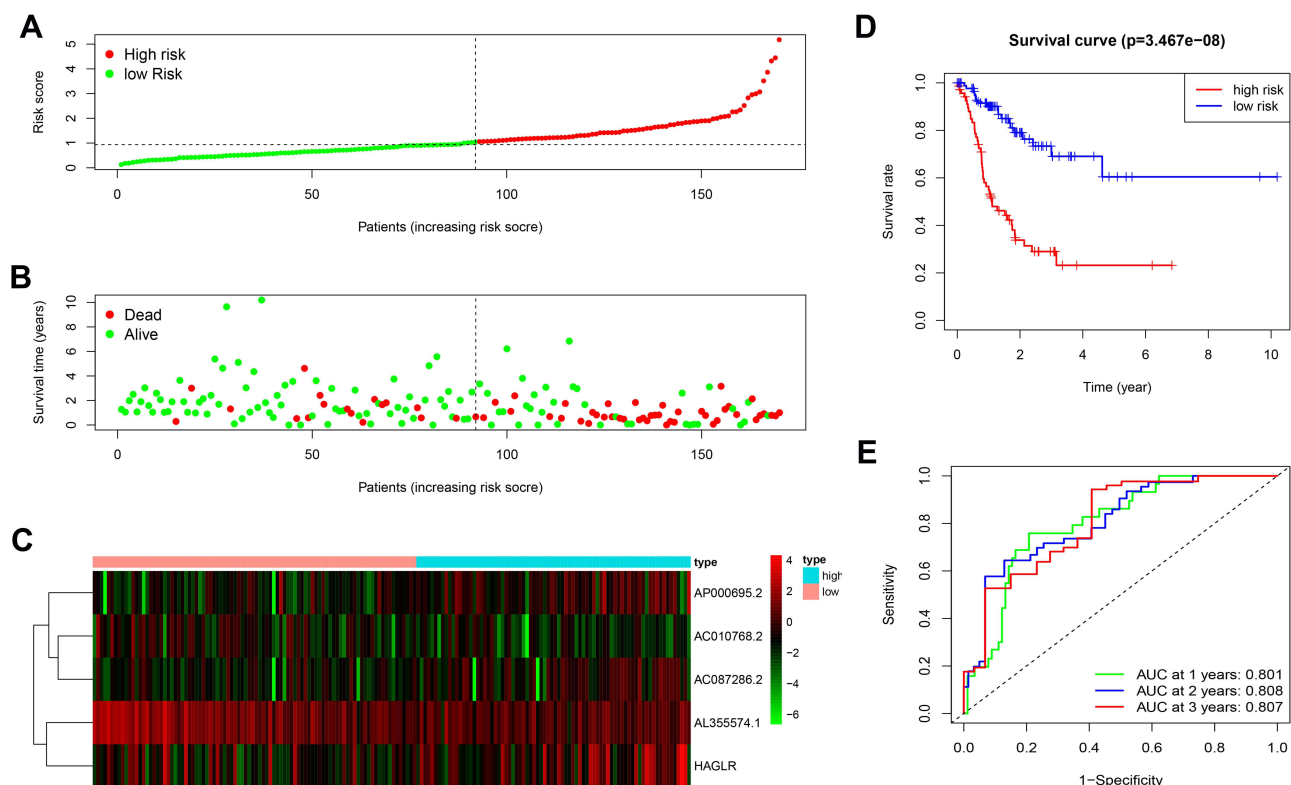 A
Risk score
5
4
3
2
1
0
High risk
low Risk
0 50 100 150
Patients (increasing risk socre)
B
Survival time (years)
10
8
6
4
2
0
Dead
Alive
0 50 100 150
Patients (increasing risk socre)
C
type
AP000695.2
AC010768.2
AC087286.2
AL355574.1
HAGLR
4
2
0
−2
−4
−6
type
high
low
D
Survival curve (p=3.467e−08)
Survival rate
1.0
0.8
0.6
0.4
0.2
0.0
high risk
low risk
0 2 4 6 8 10
Time (year)
E
Sensitivity
1.0
0.8
0.6
0.4
0.2
0.0
AUC at 1 years: 0.801
AUC at 2 years: 0.808
AUC at 3 years: 0.807
0.0 0.2 0.4 0.6 0.8 1.0
1−Specificity